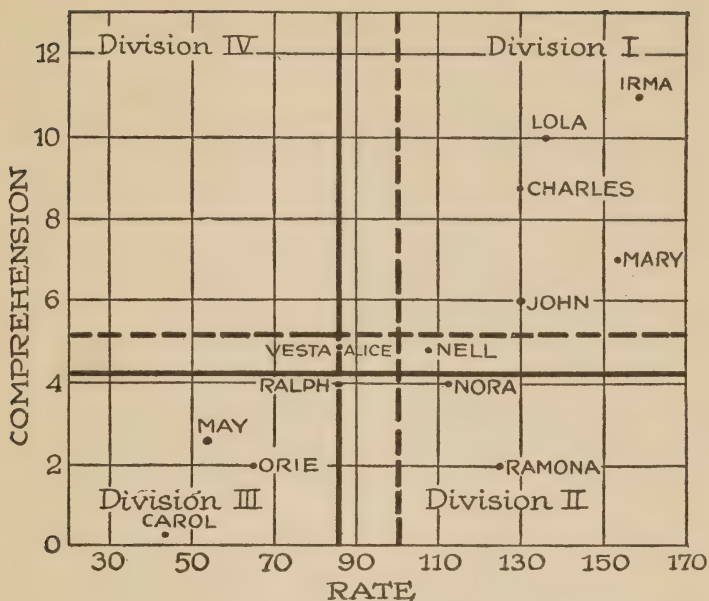 12
Division IV
Division I
IRMA
10
LOLA
CHARLES
8
MARY
6
JOHN
VESTA
ALICE
NELL
4
RALPH
NORA
MAY
2
ORIE
RAMONA
Division III
Division II
CAROL
0
30 50 70 90 110 130 150 170
RATE
COMPREHENSION